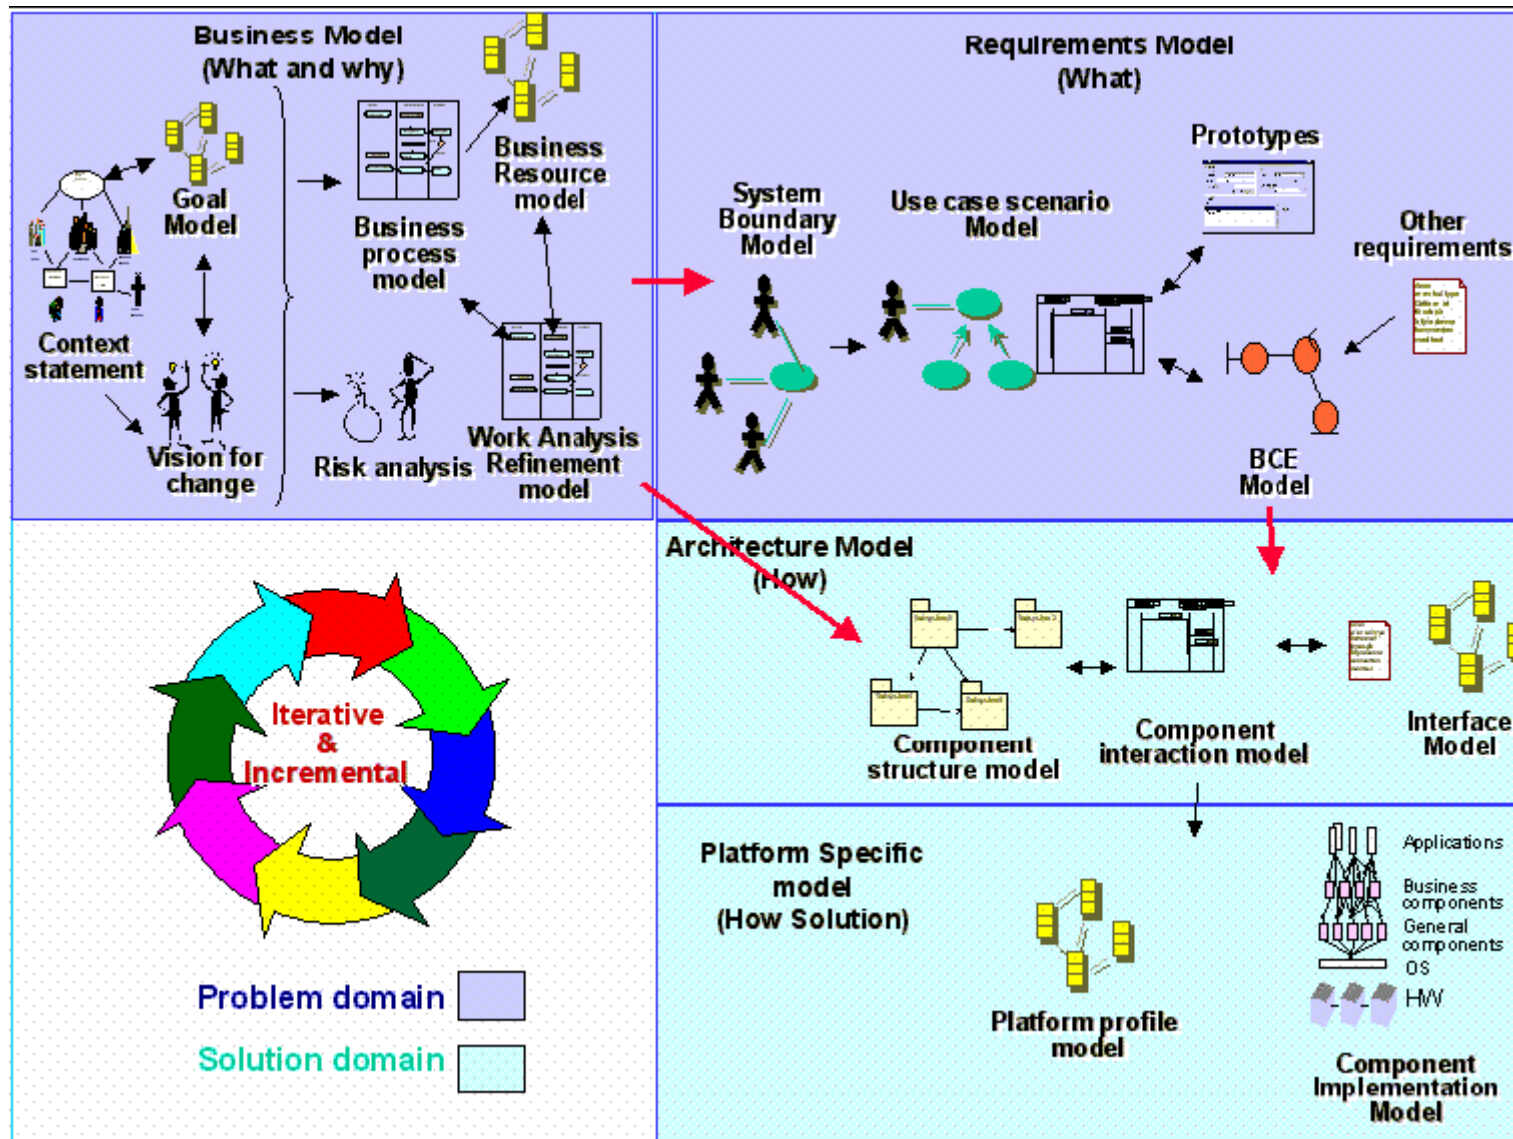 Business Model
(What and why)
Goal
Model
Context
statement
Vision for
change
Business
process
model
Business
Resource
model
Risk analysis
Work Analysis
Refinement
model
Requirements Model
(What)
System
Boundary
Model
Use case scenario
Model
Prototypes
Other
requirements
BCE
Model
Architecture Model
(How)
Component
structure model
Component
interaction model
Interface
Model
Platform Specific
model
(How Solution)
Platform profile
model
Applications
Business
components
General
components
OS
HW
Component
Implementation
Model
Iterative
&
Incremental
Problem domain
Solution domain